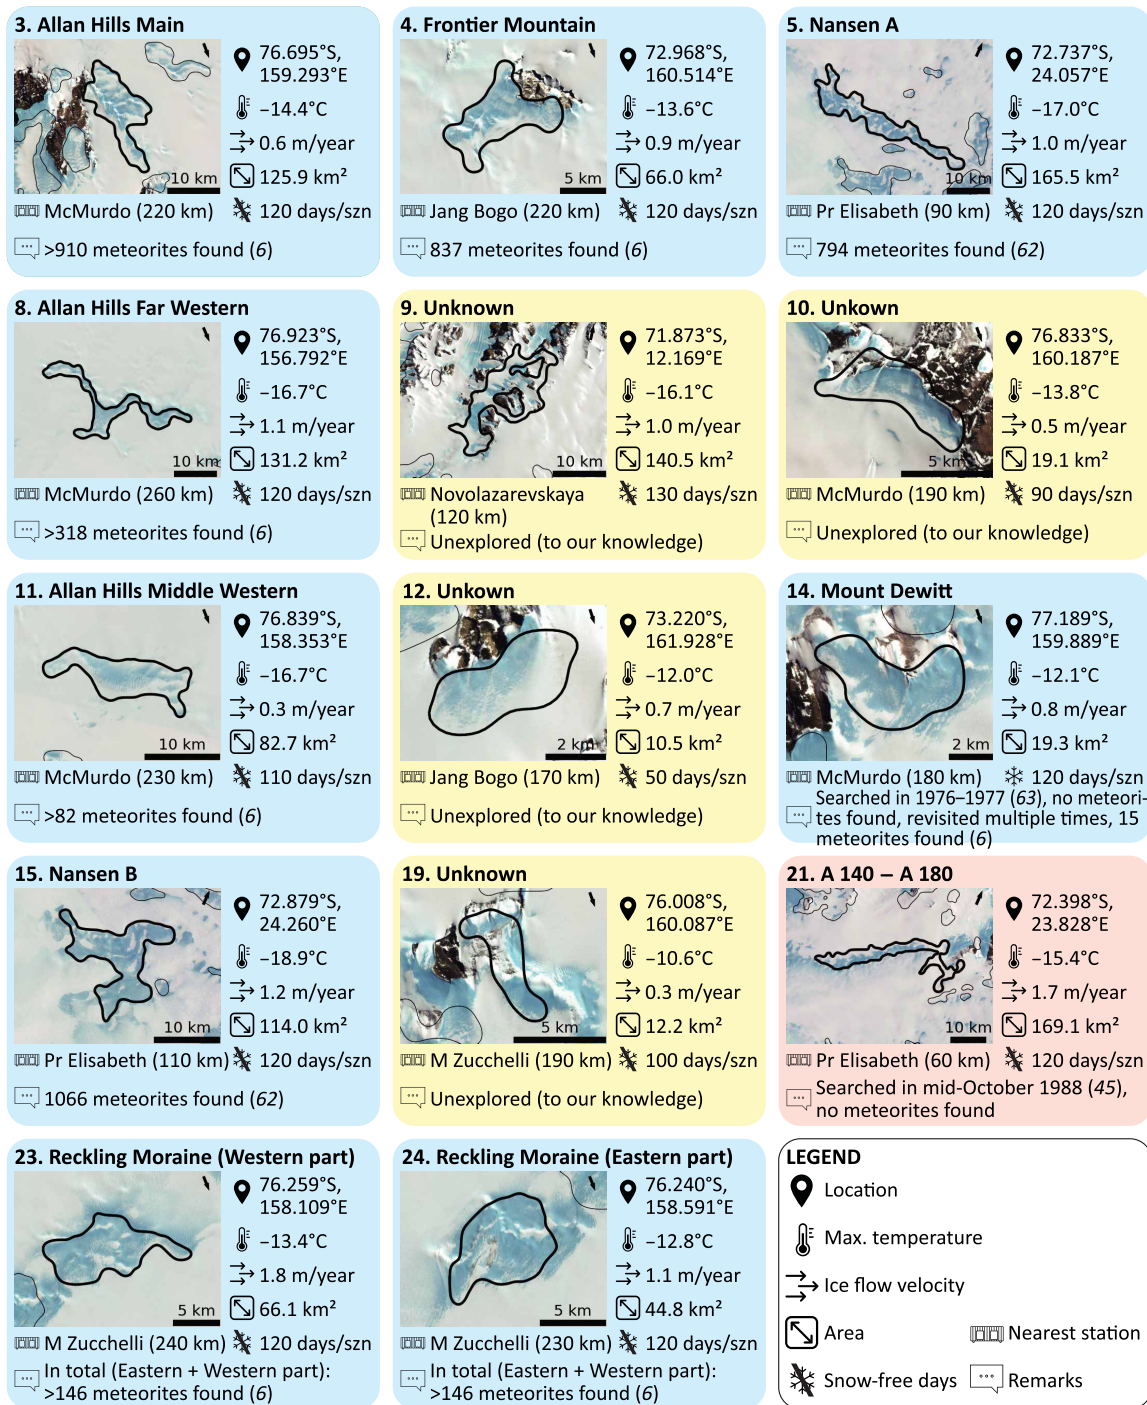 3. Allan Hills Main
76.695°S,
159.293°E
−14.4°C
0.6 m/year
125.9 km²
10 km
McMurdo (220 km)
120 days/szn
>910 meteorites found (6)
4. Frontier Mountain
72.968°S,
160.514°E
−13.6°C
0.9 m/year
66.0 km²
5 km
Jang Bogo (220 km)
120 days/szn
837 meteorites found (6)
5. Nansen A
72.737°S,
24.057°E
−17.0°C
1.0 m/year
165.5 km²
10 km
Pr Elisabeth (90 km)
120 days/szn
794 meteorites found (62)
8. Allan Hills Far Western
76.923°S,
156.792°E
−16.7°C
1.1 m/year
131.2 km²
10 km
McMurdo (260 km)
120 days/szn
>318 meteorites found (6)
9. Unknown
71.873°S,
12.169°E
−16.1°C
1.0 m/year
140.5 km²
10 km
Novolazarevskaya
(120 km)
130 days/szn
Unexplored (to our knowledge)
10. Unkown
76.833°S,
160.187°E
−13.8°C
0.5 m/year
19.1 km²
5 km
McMurdo (190 km)
90 days/szn
Unexplored (to our knowledge)
11. Allan Hills Middle Western
76.839°S,
158.353°E
−16.7°C
0.3 m/year
82.7 km²
10 km
McMurdo (230 km)
110 days/szn
>82 meteorites found (6)
12. Unkown
73.220°S,
161.928°E
−12.0°C
0.7 m/year
10.5 km²
2 km
Jang Bogo (170 km)
50 days/szn
Unexplored (to our knowledge)
14. Mount Dewitt
77.189°S,
159.889°E
−12.1°C
0.8 m/year
19.3 km²
2 km
McMurdo (180 km)
120 days/szn
Searched in 1976–1977 (63), no meteori-
tes found, revisited multiple times, 15
meteorites found (6)
15. Nansen B
72.879°S,
24.260°E
−18.9°C
1.2 m/year
114.0 km²
10 km
Pr Elisabeth (110 km)
120 days/szn
1066 meteorites found (62)
19. Unknown
76.008°S,
160.087°E
−10.6°C
0.3 m/year
12.2 km²
5 km
M Zucchelli (190 km)
100 days/szn
Unexplored (to our knowledge)
21. A 140 – A 180
72.398°S,
23.828°E
−15.4°C
1.7 m/year
169.1 km²
10 km
Pr Elisabeth (60 km)
120 days/szn
Searched in mid-October 1988 (45),
no meteorites found
23. Reckling Moraine (Western part)
76.259°S,
158.109°E
−13.4°C
1.8 m/year
66.1 km²
5 km
M Zucchelli (240 km)
120 days/szn
In total (Eastern + Western part):
>146 meteorites found (6)
24. Reckling Moraine (Eastern part)
76.240°S,
158.591°E
−12.8°C
1.1 m/year
44.8 km²
5 km
M Zucchelli (230 km)
120 days/szn
In total (Eastern + Western part):
>146 meteorites found (6)
LEGEND
Location
Max. temperature
Ice flow velocity
Area
Nearest station
Snow-free days
Remarks